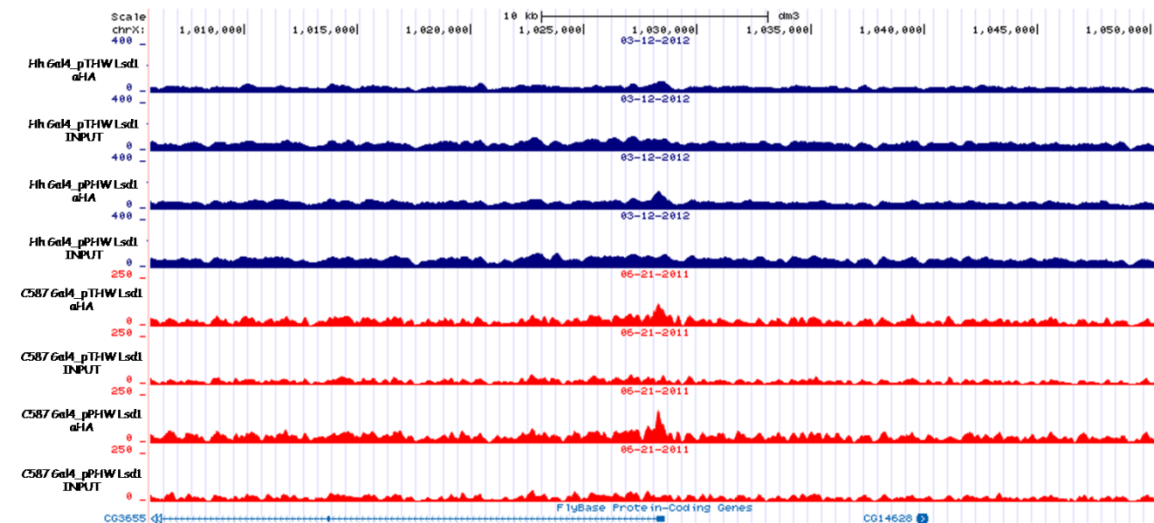 Scale 10 kb dm3
chrX: 1,010,000 1,015,000 1,020,000 1,025,000 1,030,000 1,035,000 1,040,000 1,045,000 1,050,000
400 _ 03-12-2012
Hh Gal4_pTHW Lsd1
aHA
0 _
400 _ 03-12-2012
Hh Gal4_pTHW Lsd1
INPUT
0 _
400 _ 03-12-2012
Hh Gal4_pPHW Lsd1
aHA
0 _
400 _ 03-12-2012
Hh Gal4_pPHW Lsd1
INPUT
0 _
250 _ 06-21-2011
C587 Gal4_pTHW Lsd1
aHA
0 _
250 _ 06-21-2011
C587 Gal4_pTHW Lsd1
INPUT
0 _
250 _ 06-21-2011
C587 Gal4_pPHW Lsd1
aHA
0 _
250 _ 06-21-2011
C587 Gal4_pPHW Lsd1
INPUT
0 _
FlyBase Protein-Coding Genes
CG3655 CG14628